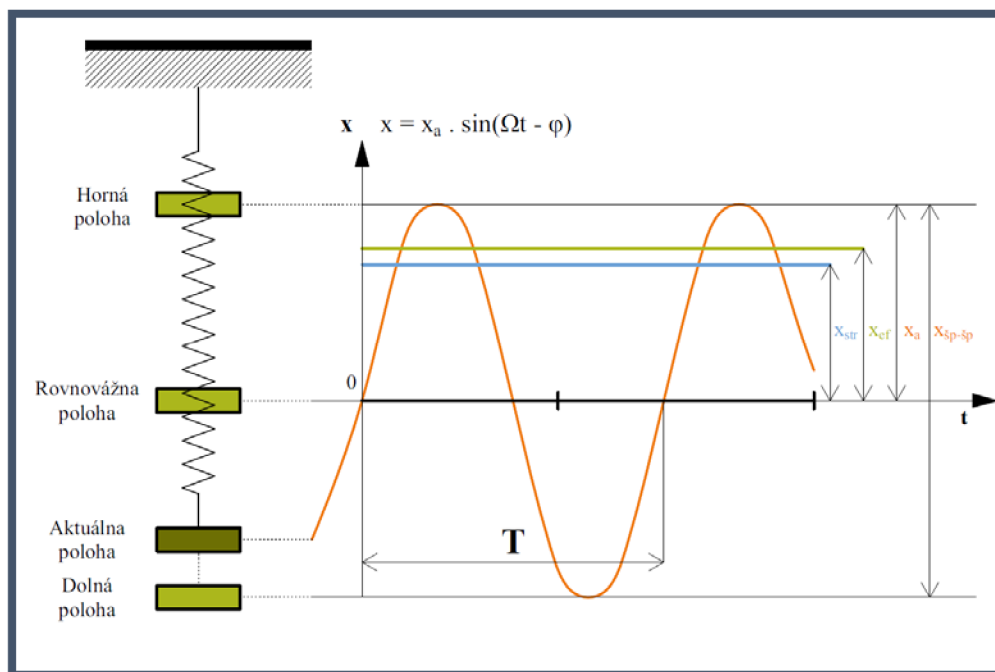 x x = xₐ . sin(Ωt - φ)
Horná
poloha
xstr xef xₐ xšp-šp
0
Rovnovážna
poloha
t
Aktuálna
poloha
T
Dolná
poloha